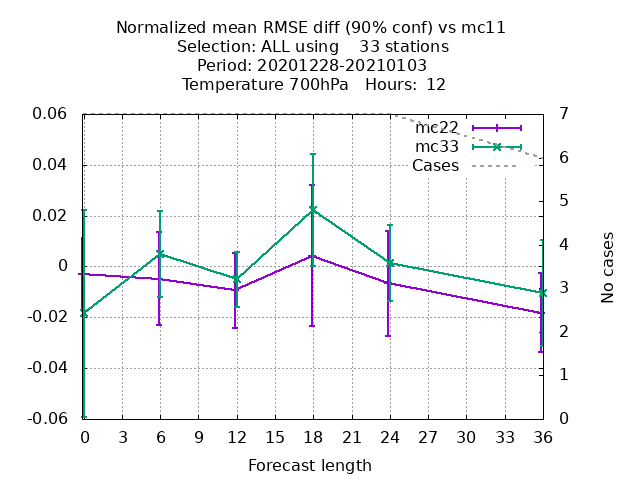 Normalized mean RMSE diff (90% conf) vs mc11
Selection: ALL using    33 stations
Period: 20201228-20210103
Temperature 700hPa   Hours:  12
mc22
mc33
Cases
0.06
0.04
0.02
0
-0.02
-0.04
-0.06
7
6
5
4
3
2
1
0
No cases
0 3 6 9 12 15 18 21 24 27 30 33 36
Forecast length